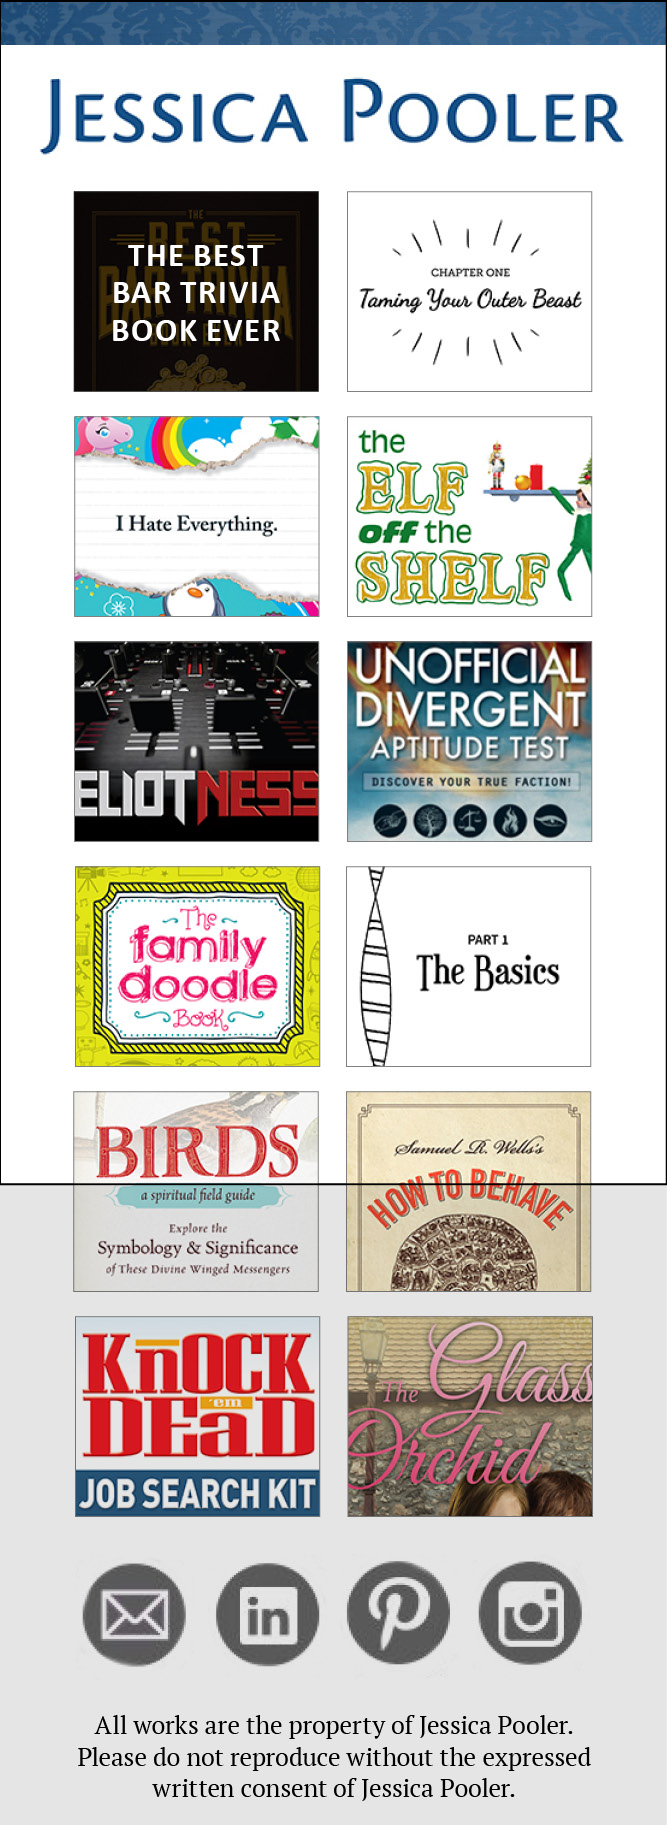 JESSICA POOLER
THE BEST
BAR TRIVIA
BOOK EVER
CHAPTER ONE
Taming Your Outer Beast
I Hate Everything.
the
ELF
off the
SHELF
ELIOTNESS
UNOFFICIAL
DIVERGENT
APTITUDE TEST
DISCOVER YOUR TRUE FACTION!
The
family
doodle
Book
PART 1
The Basics
BIRDS
a spiritual field guide
Explore the
Symbology & Significance
of These Divine Winged Messengers
Samuel R. Wells's
HOW TO BEHAVE
KnOCK
'em
DEaD
JOB SEARCH KIT
The Glass
Orchid
in
All works are the property of Jessica Pooler.
Please do not reproduce without the expressed
written consent of Jessica Pooler.